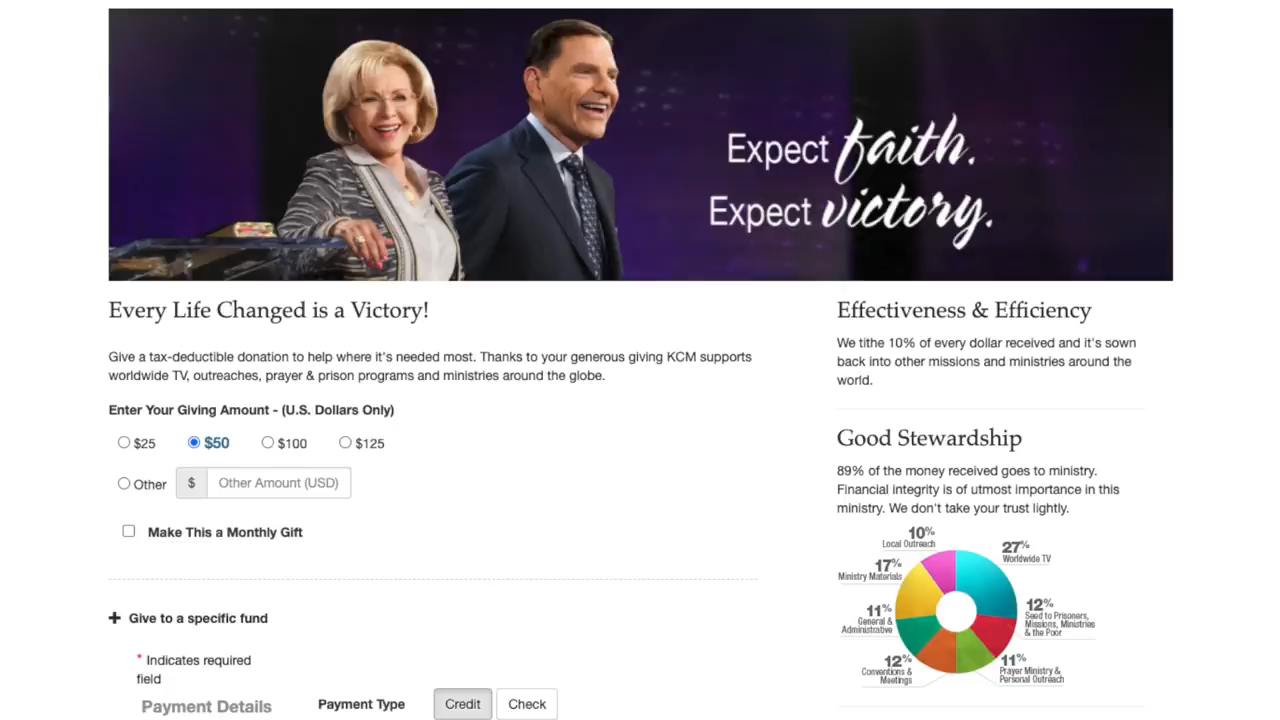 Expect faith.
Expect victory.
Every Life Changed is a Victory!
Give a tax-deductible donation to help where it's needed most. Thanks to your generous giving KCM supports
worldwide TV, outreaches, prayer & prison programs and ministries around the globe.
Enter Your Giving Amount - (U.S. Dollars Only)
$25 $50 $100 $125
Other $ Other Amount (USD)
Make This a Monthly Gift
+ Give to a specific fund
* Indicates required
field
Payment Details Payment Type Credit Check
Effectiveness & Efficiency
We tithe 10% of every dollar received and it's sown
back into other missions and ministries around the
world.
Good Stewardship
89% of the money received goes to ministry.
Financial integrity is of utmost importance in this
ministry. We don't take your trust lightly.
10%
Local Outreach
27%
Worldwide TV
17%
Ministry Materials
12%
Seed to Prisoners,
Missions, Ministries
& the Poor
11%
General &
Administrative
12%
Conventions &
Meetings
11%
Prayer Ministry &
Personal Outreach